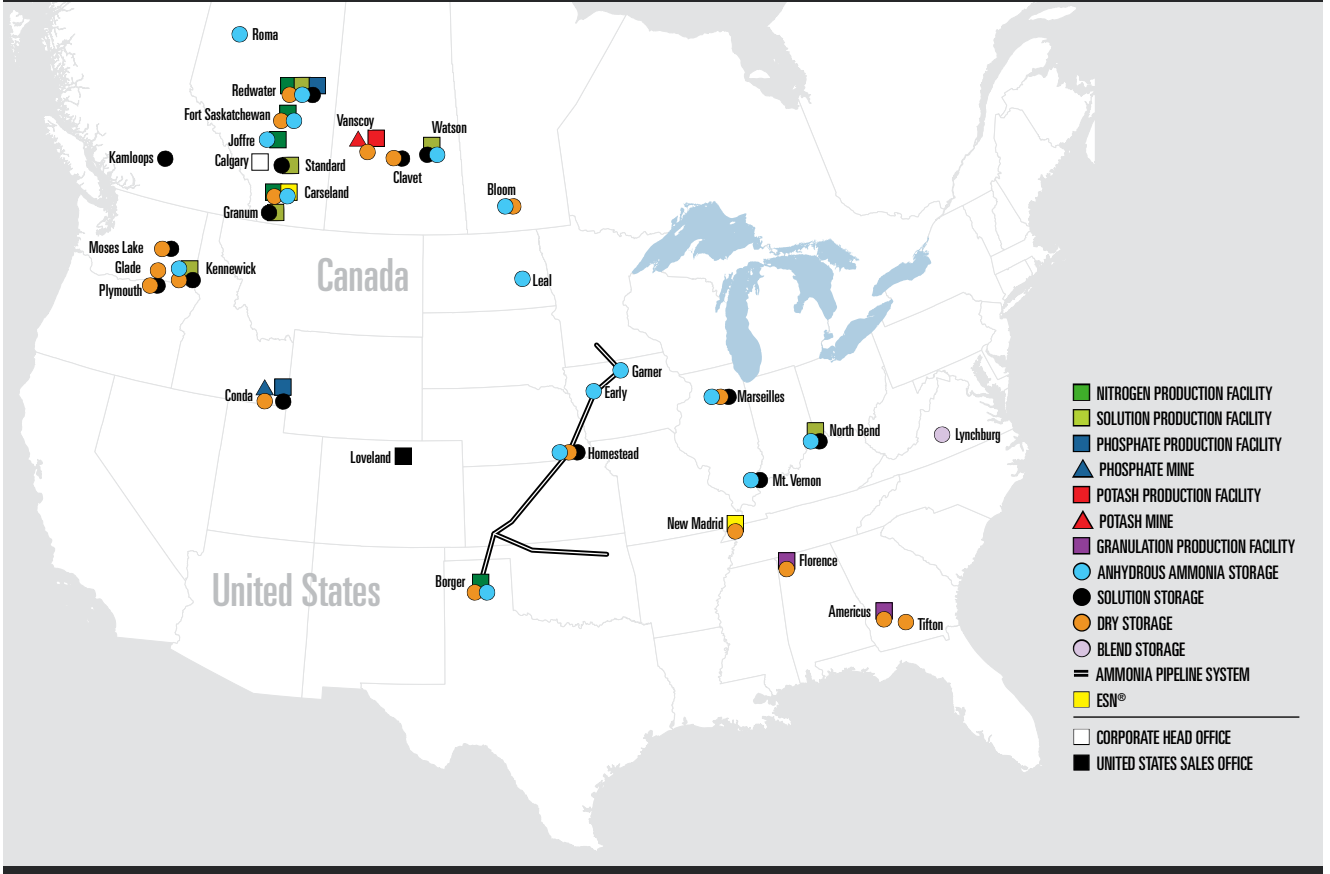 Roma
Redwater
Fort Saskatchewan
Vanscoy
Watson
Joffre
Kamloops
Calgary
Standard
Clavet
Carseland
Bloom
Granum
Moses Lake
Glade
Kennewick
Canada
Leal
Plymouth
Garner
Conda
Early
Marseilles
North Bend
Lynchburg
Loveland
Homestead
Mt. Vernon
New Madrid
Florence
Borger
United States
Americus
Tifton
NITROGEN PRODUCTION FACILITY
SOLUTION PRODUCTION FACILITY
PHOSPHATE PRODUCTION FACILITY
PHOSPHATE MINE
POTASH PRODUCTION FACILITY
POTASH MINE
GRANULATION PRODUCTION FACILITY
ANHYDROUS AMMONIA STORAGE
SOLUTION STORAGE
DRY STORAGE
BLEND STORAGE
AMMONIA PIPELINE SYSTEM
ESN®
CORPORATE HEAD OFFICE
UNITED STATES SALES OFFICE